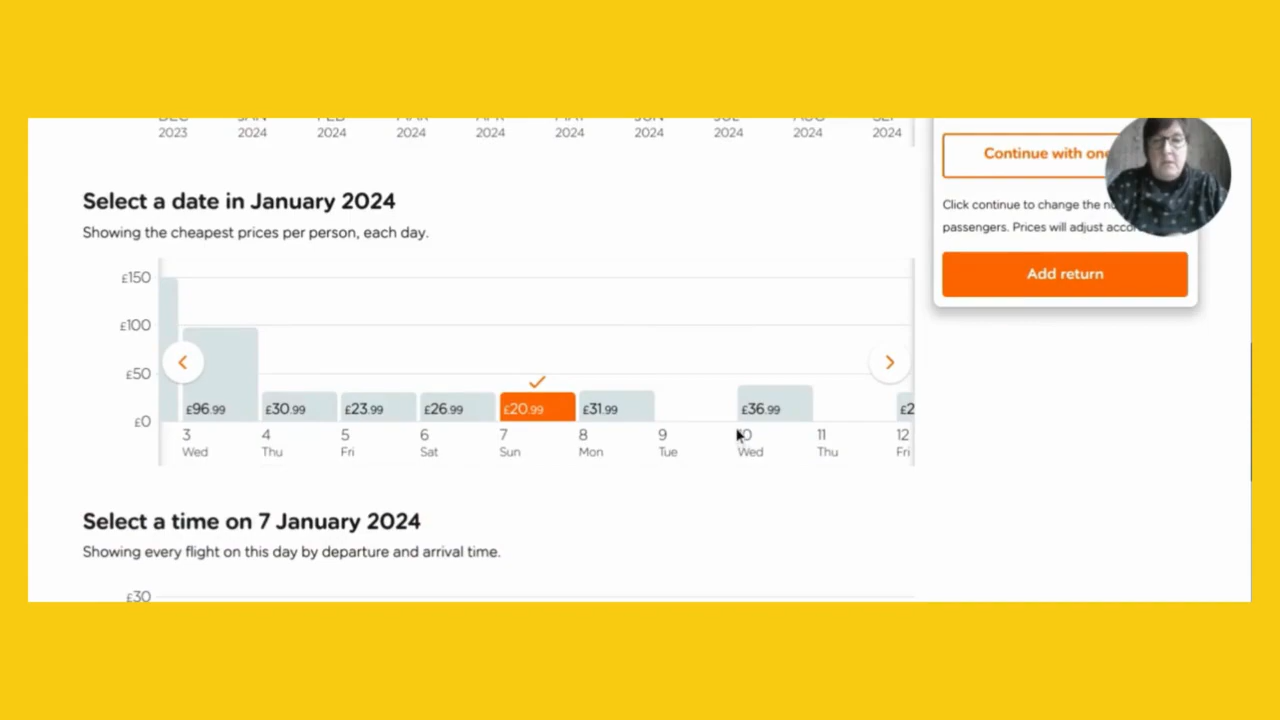 2023 2024 2024 2024 2024 2024 2024 2024 2024 2024
Continue with one
Select a date in January 2024
Click continue to change the
passengers. Prices will adjust
Showing the cheapest prices per person, each day.
Add return
£150
£100
£50
£96.99 £30.99 £23.99 £26.99 £20.99 £31.99 £36.99 £2
£0
3 4 5 6 7 8 9 10 11 12
Wed Thu Fri Sat Sun Mon Tue Wed Thu Fri
Select a time on 7 January 2024
Showing every flight on this day by departure and arrival time.
£30